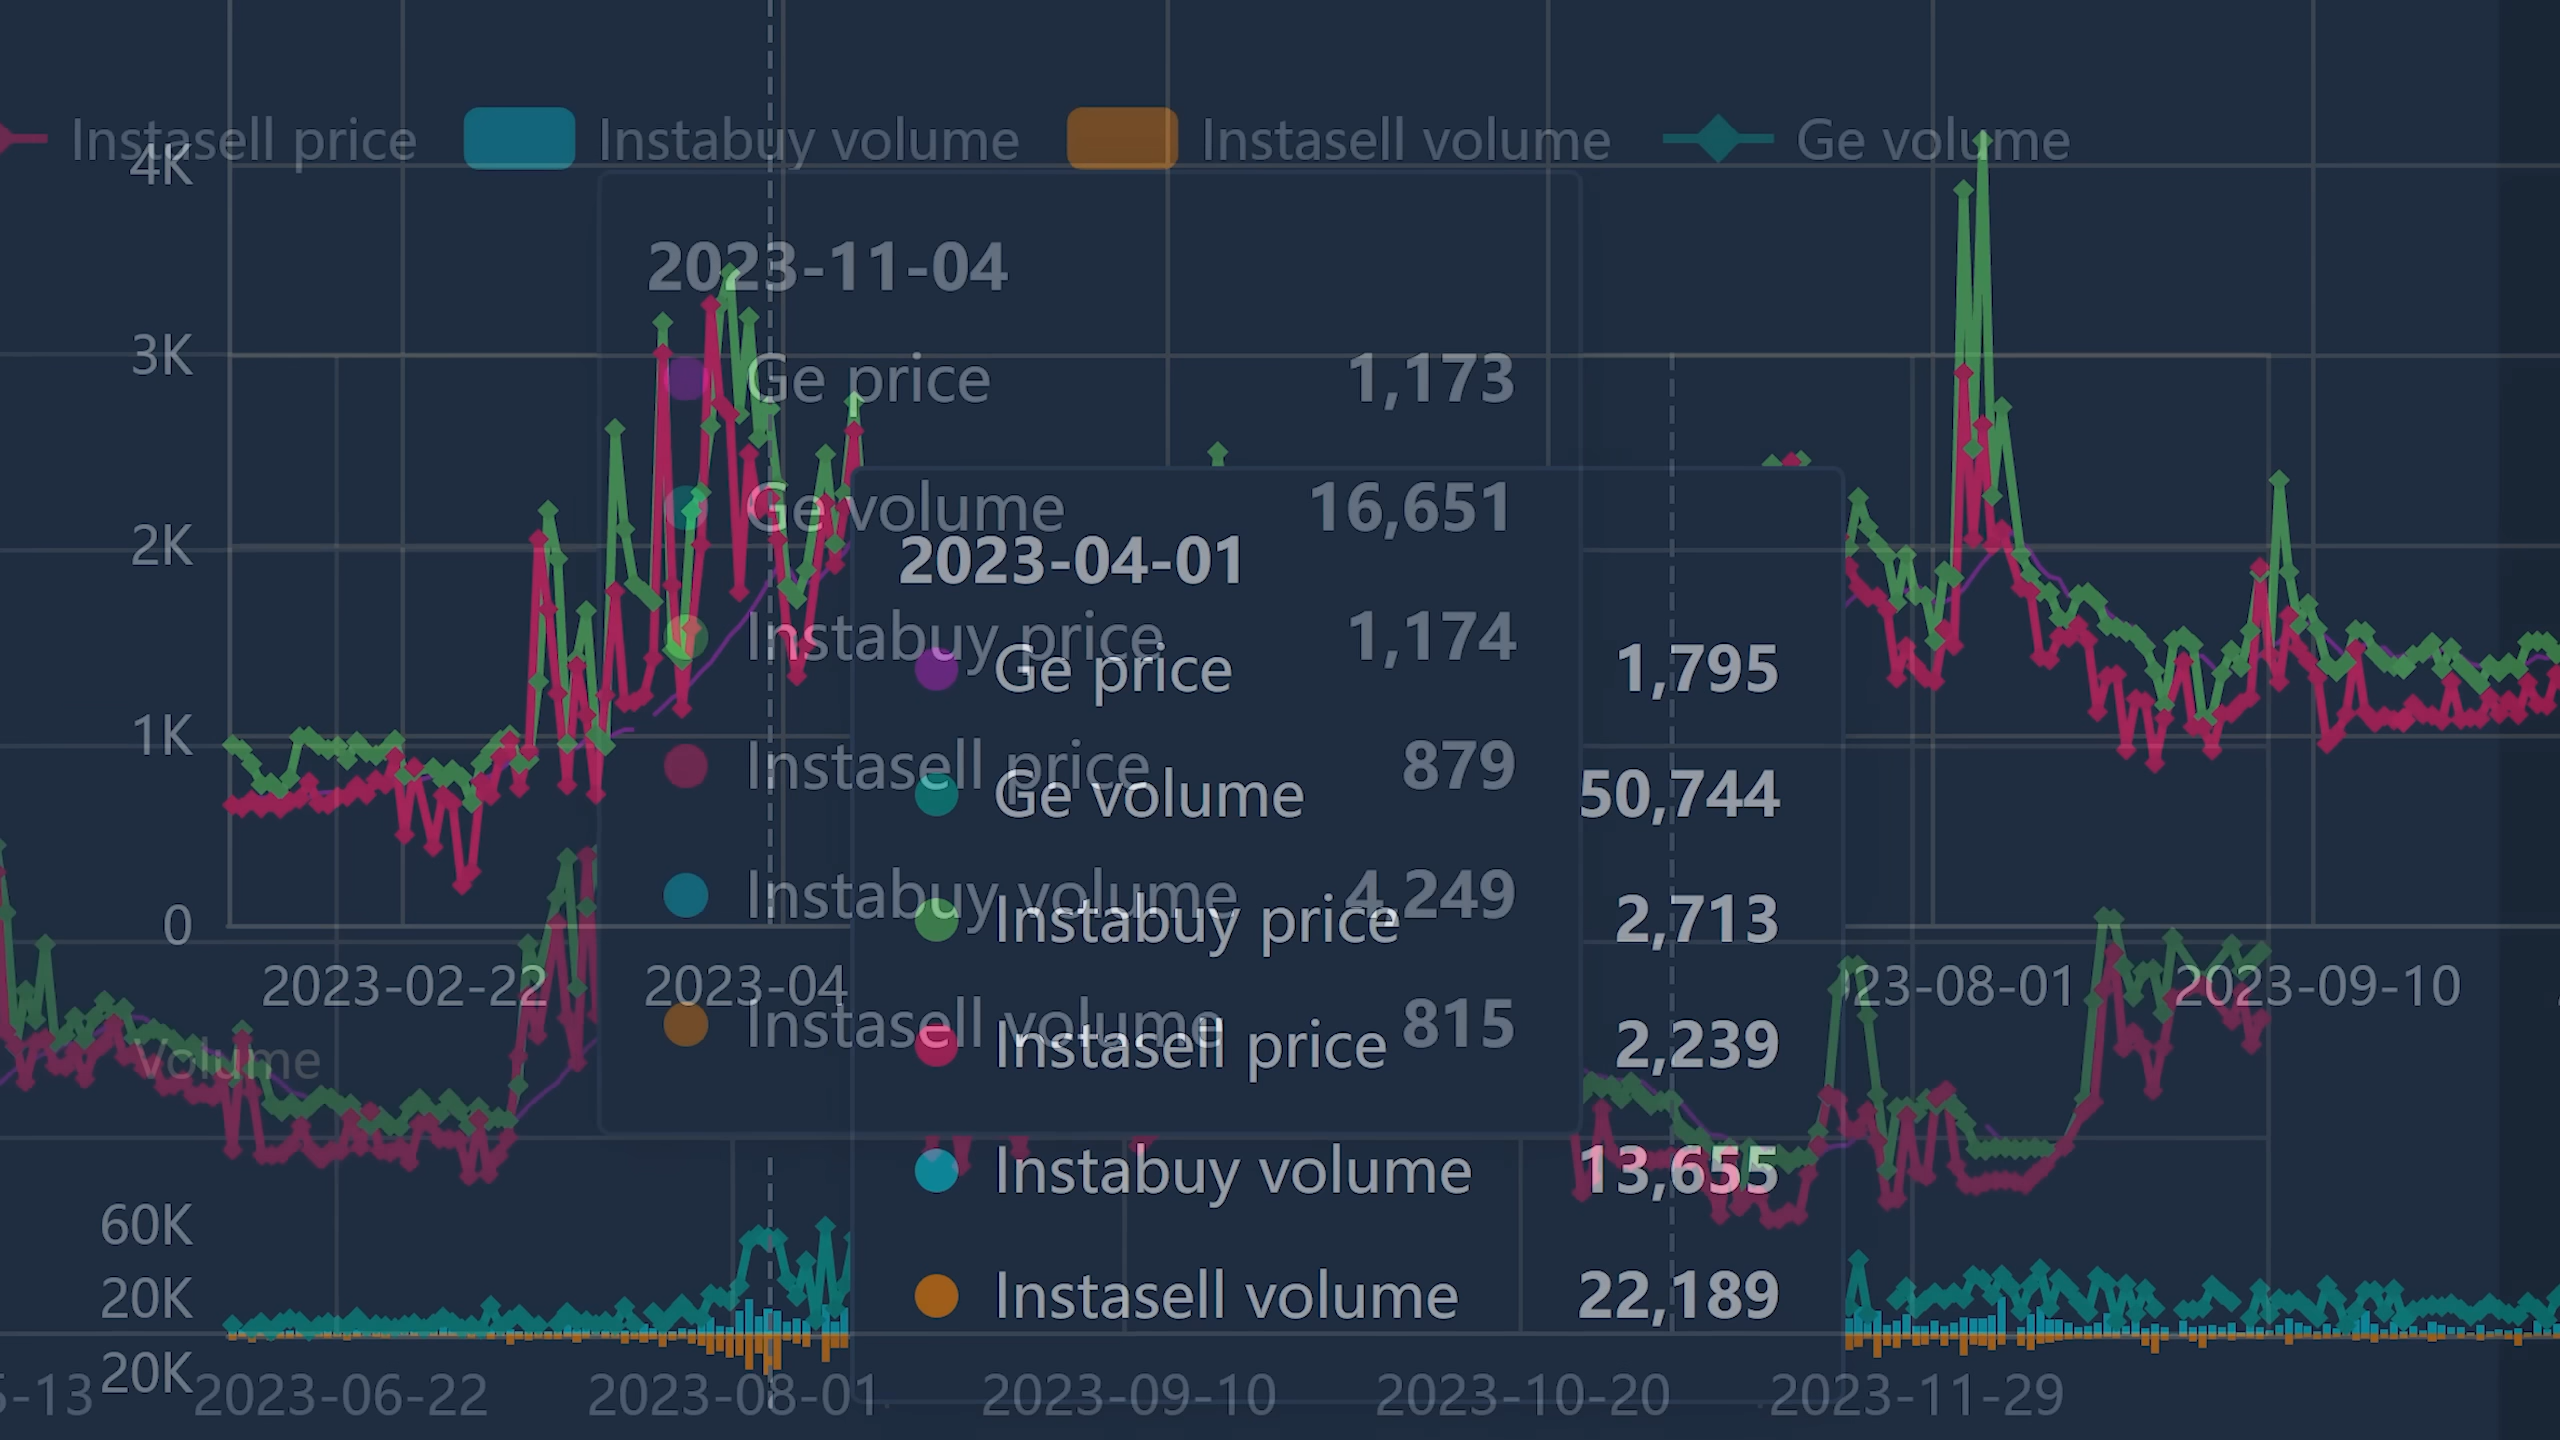 Instasell price Instabuy volume Instasell volume Ge volume
4K
3K
2K
1K
0
2023-11-04
Ge price 1,173
Ge volume 16,651
Instabuy price 1,174
Instasell price 879
Instabuy volume 4,249
Instasell volume 815
2023-04-01
Ge price 1,795
Ge volume 50,744
Instabuy price 2,713
Instasell price 2,239
Instabuy volume 13,655
Instasell volume 22,189
2023-02-22 2023-04 23-08-01 2023-09-10
Volume
60K
20K
20K
5-13 2023-06-22 2023-08-01 2023-09-10 2023-10-20 2023-11-29